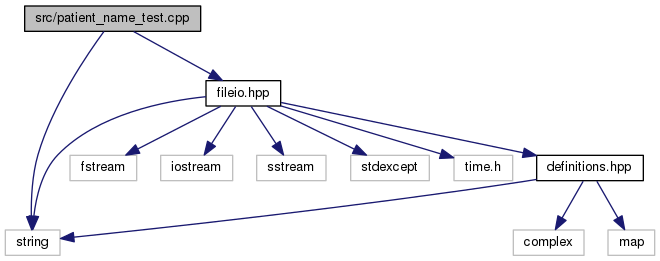 src/patient_name_test.cpp
fileio.hpp
fstream
iostream
sstream
stdexcept
time.h
definitions.hpp
string
complex
map